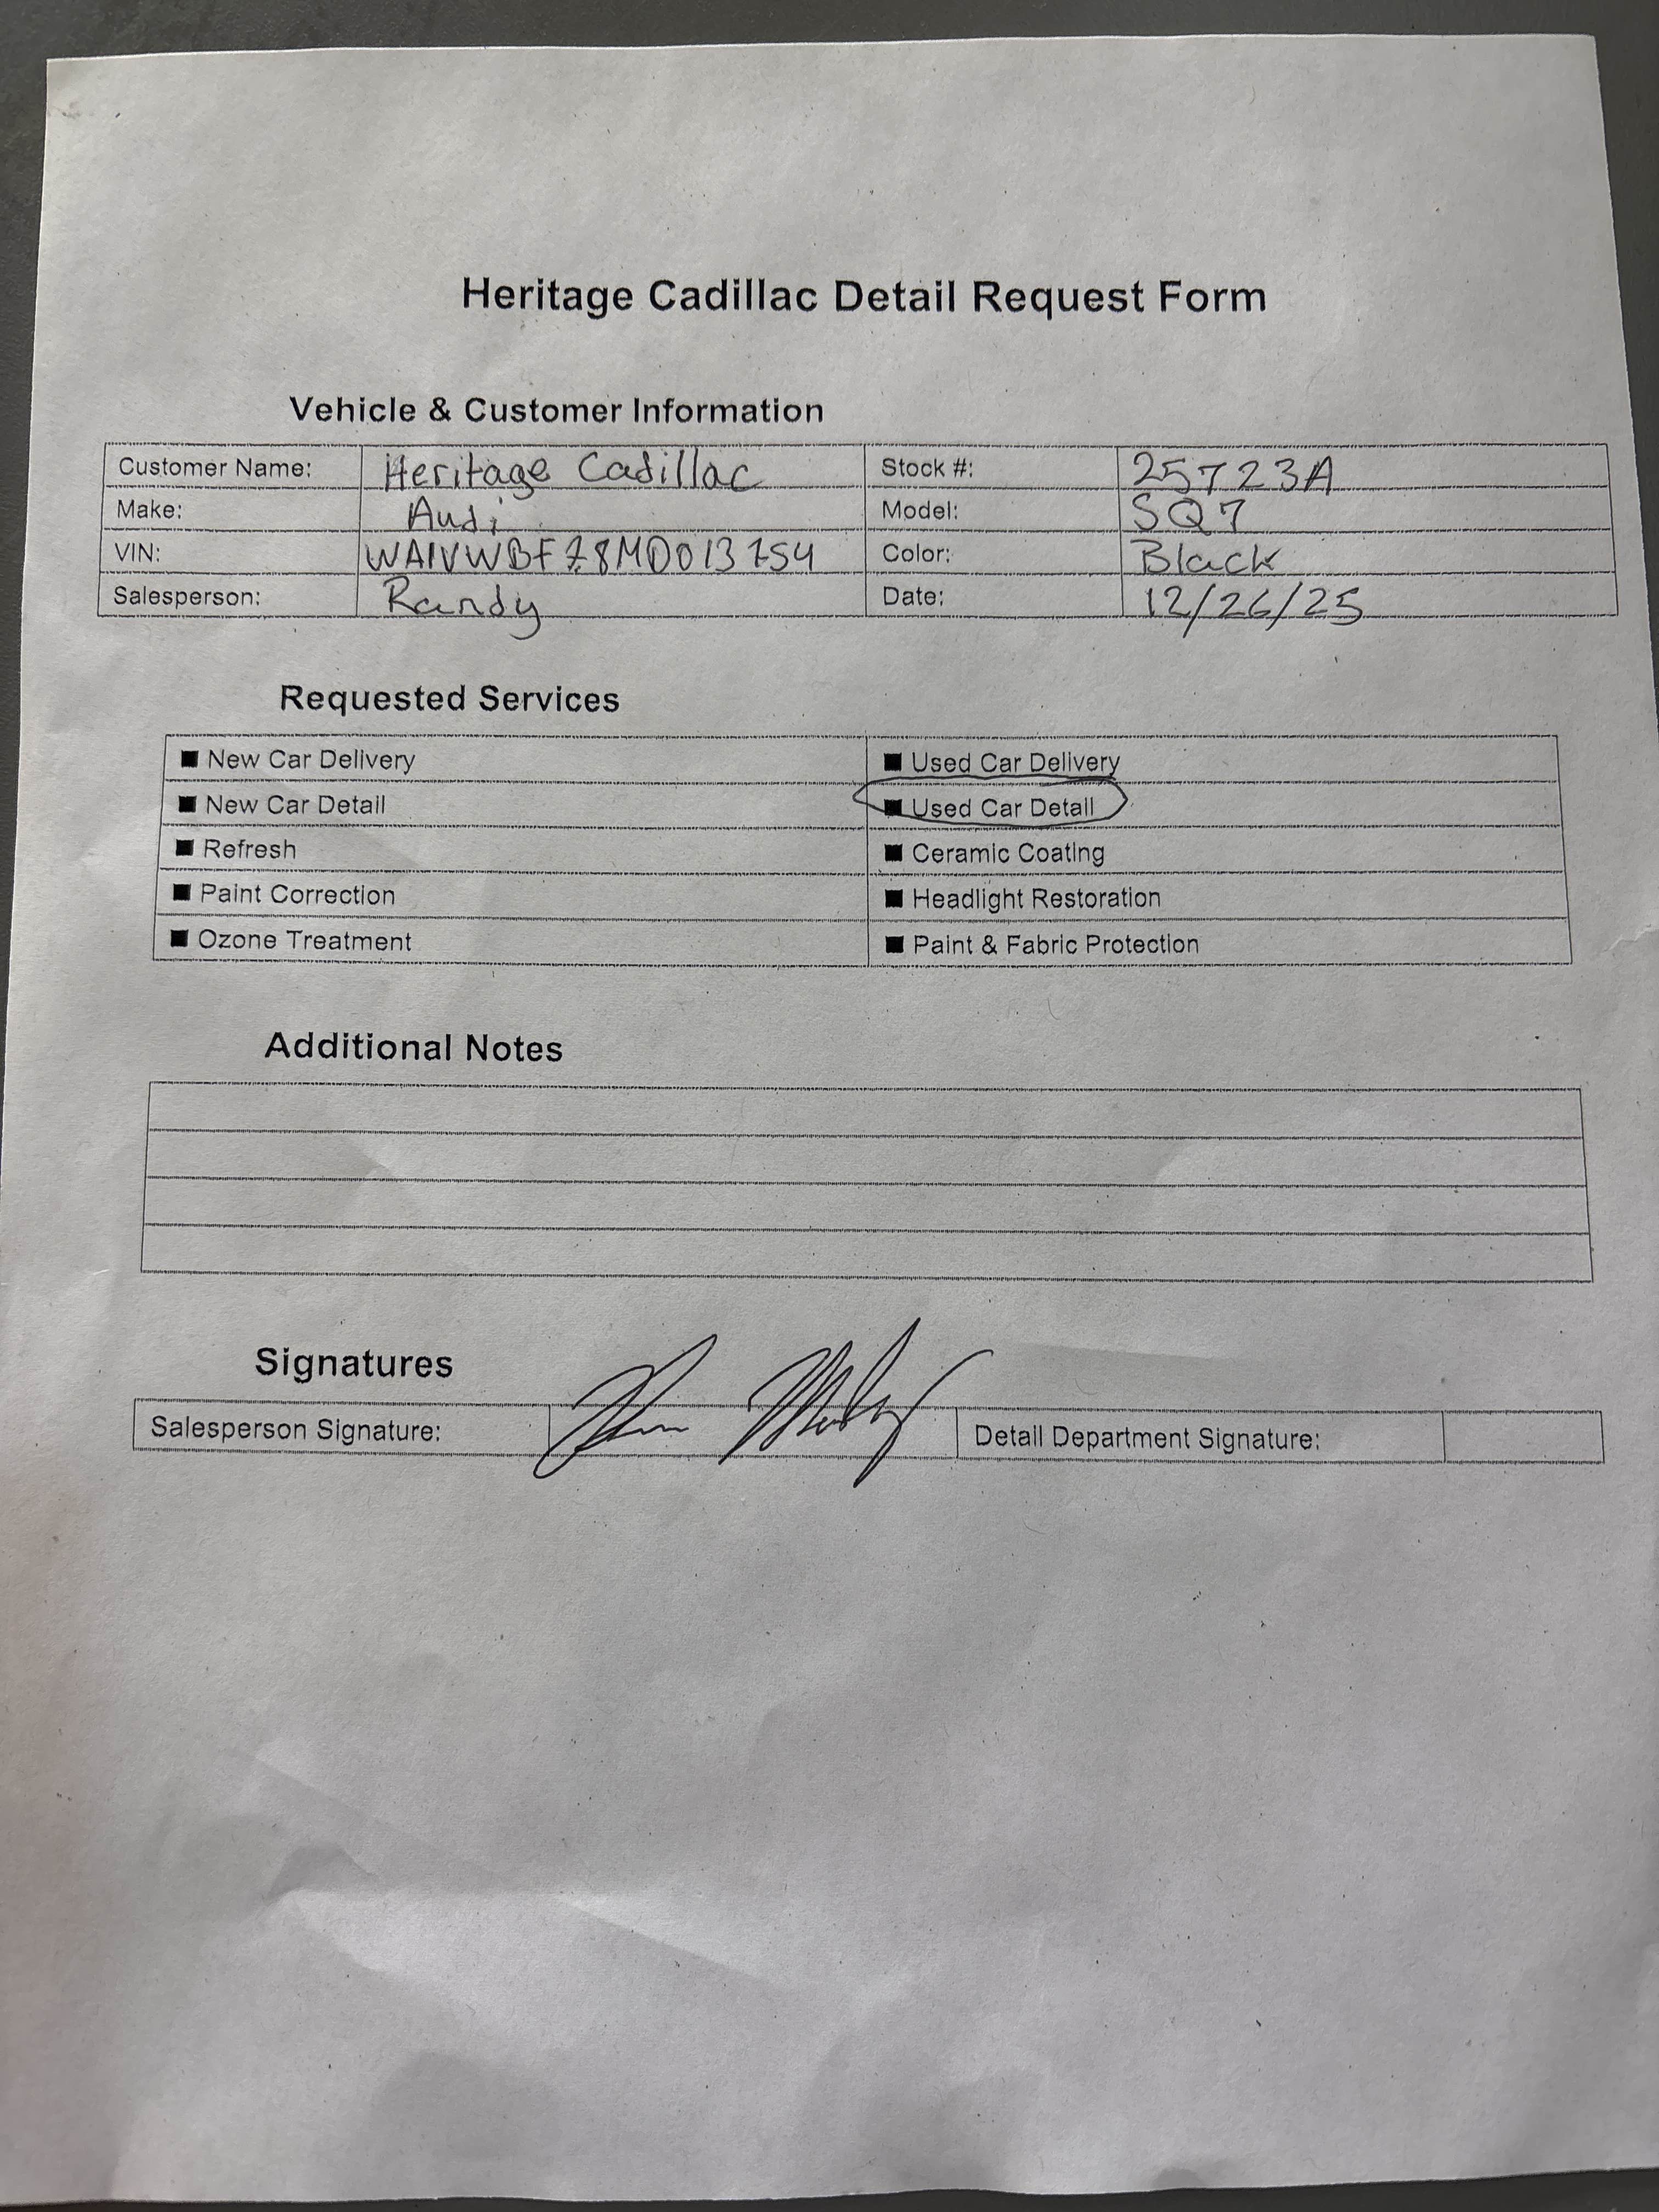 Heritage Cadillac Detail Request Form
Vehicle & Customer Information
Customer Name: Heritage Cadillac Stock #: 25723A
Make: Audi Model: SQ7
VIN: Color: Black
Salesperson: Randy Date: 12/26/25
Requested Services
■ New Car Delivery ■ Used Car Delivery
■ New Car Detail ■ Used Car Detail
■ Refresh ■ Ceramic Coating
■ Paint Correction ■ Headlight Restoration
■ Ozone Treatment ■ Paint & Fabric Protection
Additional Notes
Signatures
Salesperson Signature: Detail Department Signature: